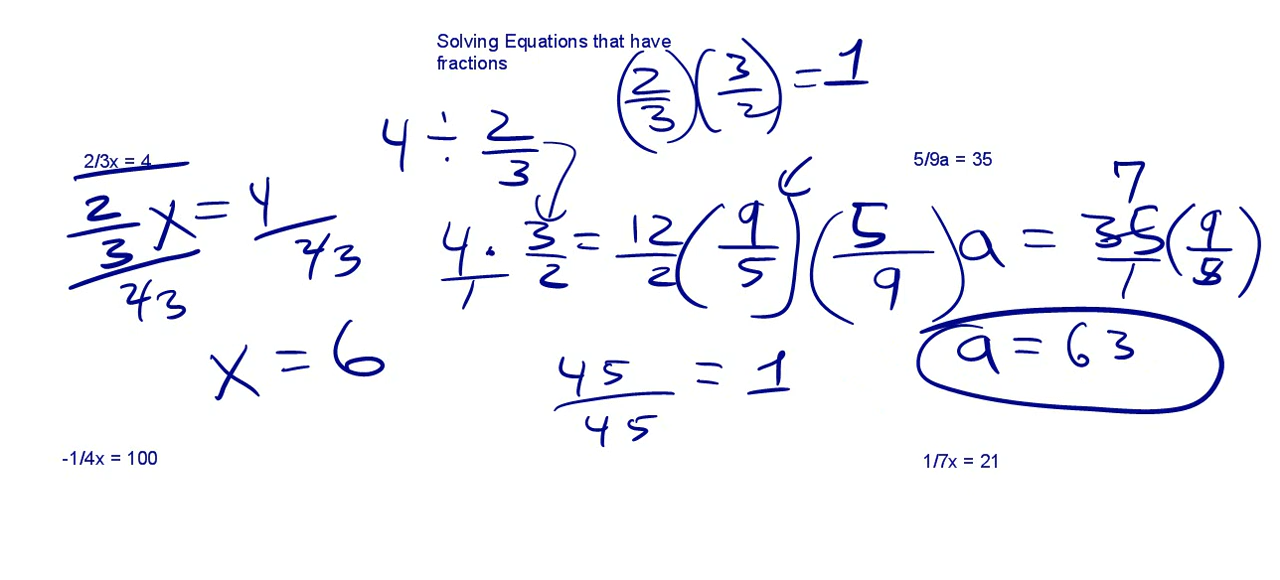 Solving Equations that have
fractions
(2/3)(3/2) = 1
2/3x = 4
4 ÷ 2/3
5/9a = 35
2/3 x = 4
2/3
2/3
4/1 · 3/2 = 12/2
(9/5)(5/9)a = 35/1 (9/5)
7
x = 6
45/45 = 1
a = 63
-1/4x = 100
1/7x = 21